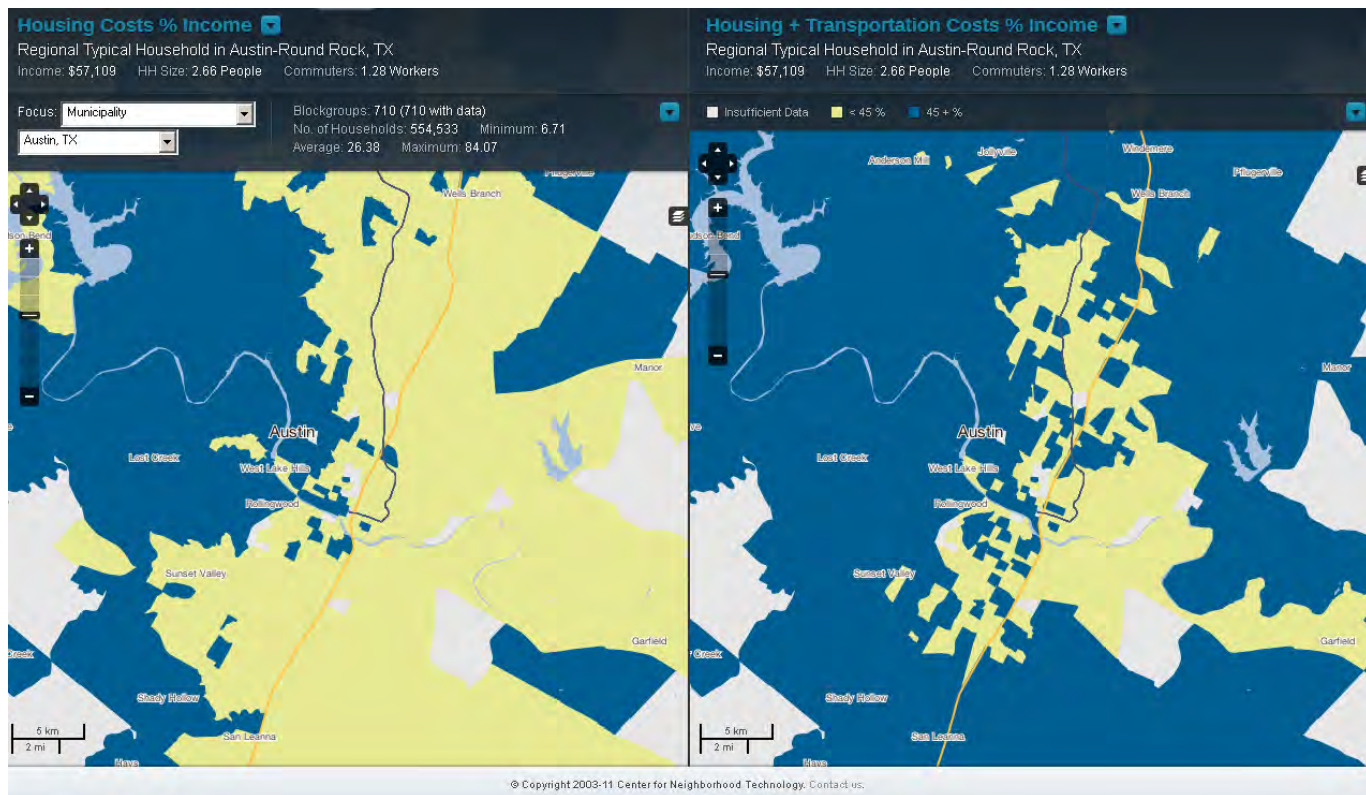 Housing Costs % Income
Regional Typical Household in Austin-Round Rock, TX
Income: $57,109 HH Size: 2.66 People Commuters: 1.28 Workers
Focus: Municipality
Austin, TX
Blockgroups: 710 (710 with data)
No. of Households: 554,533 Minimum: 6.71
Average: 26.38 Maximum: 84.07
Wells Branch
Bend
Manor
Austin
Lost Creek
West Lake Hills
Rollingwood
Sunset Valley
Garfield
Creek
Shady Hollow
San Leanna
5 km
2 mi
Housing + Transportation Costs % Income
Regional Typical Household in Austin-Round Rock, TX
Income: $57,109 HH Size: 2.66 People Commuters: 1.28 Workers
Insufficient Data < 45 % 45 + %
Windermere
Jollyville
Anderson Mill
Pflugerville
Wells Branch
Bend
Manor
Austin
Lost Creek
West Lake Hills
Rollingwood
Sunset Valley
Garfield
Creek
Shady Hollow
San Leanna
5 km
2 mi
© Copyright 2003-11 Center for Neighborhood Technology. Contact us.